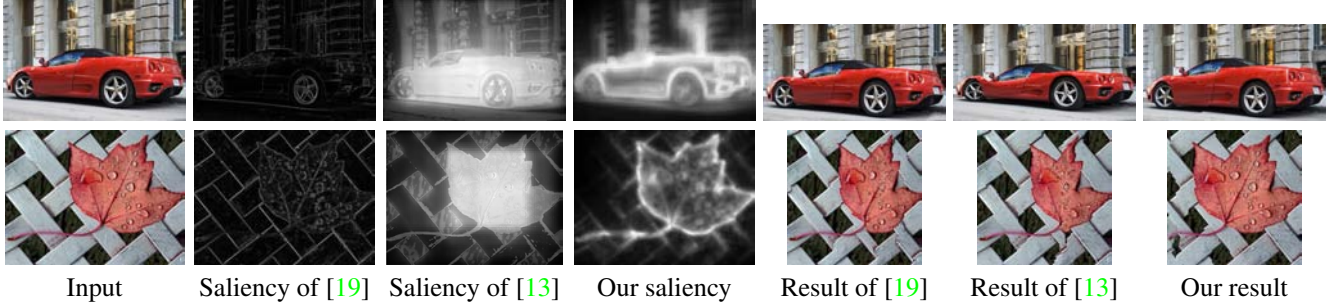 Input Saliency of [19] Saliency of [13] Our saliency Result of [19] Result of [13] Our result